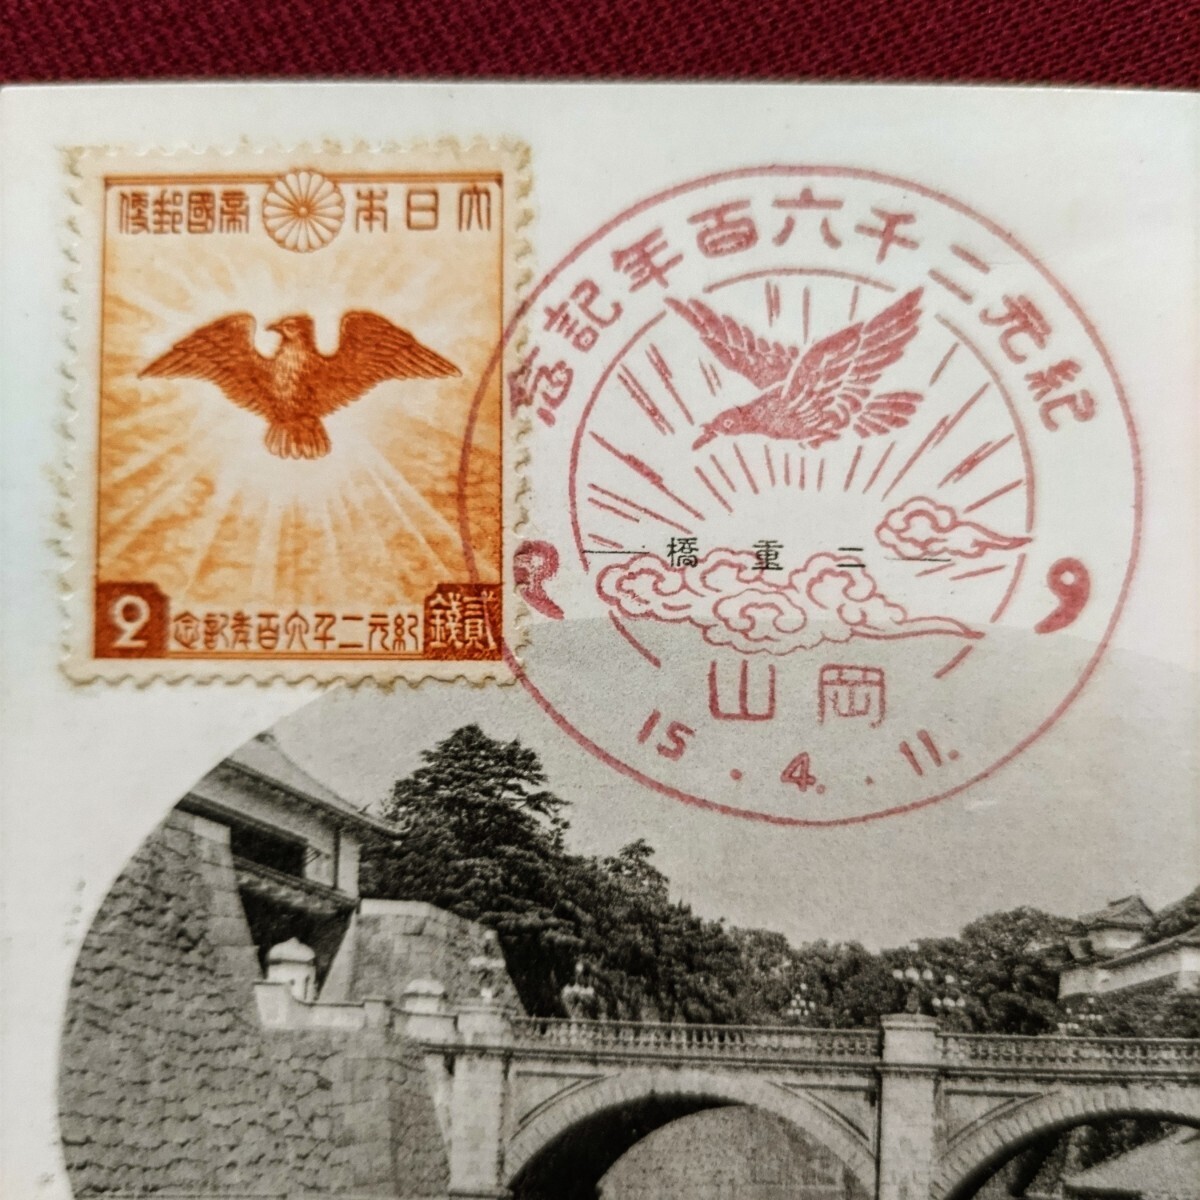 大日本帝國郵便
2
紀元二千六百年記念
貳錢
紀元二千六百年記念
二重橋
岡山
15.4.11.